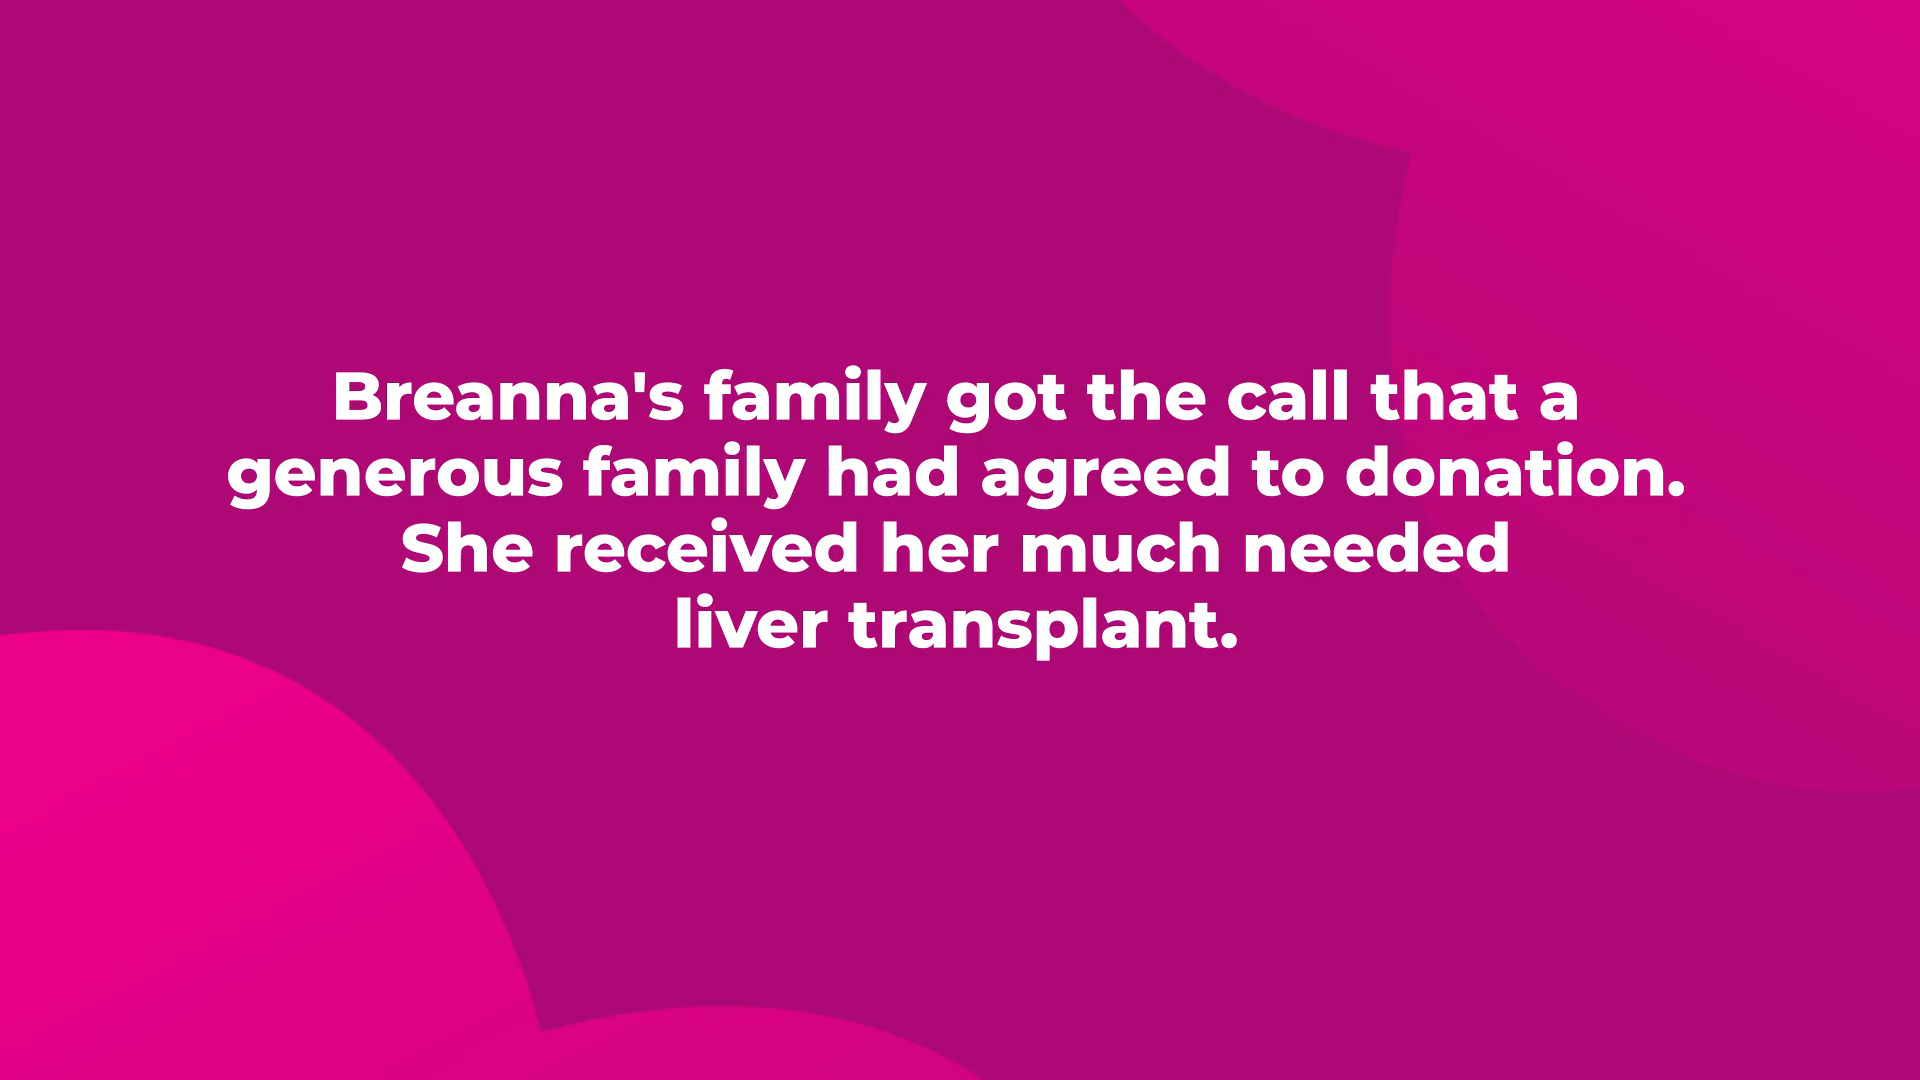 Breanna's family got the call that a
generous family had agreed to donation.
She received her much needed
liver transplant.